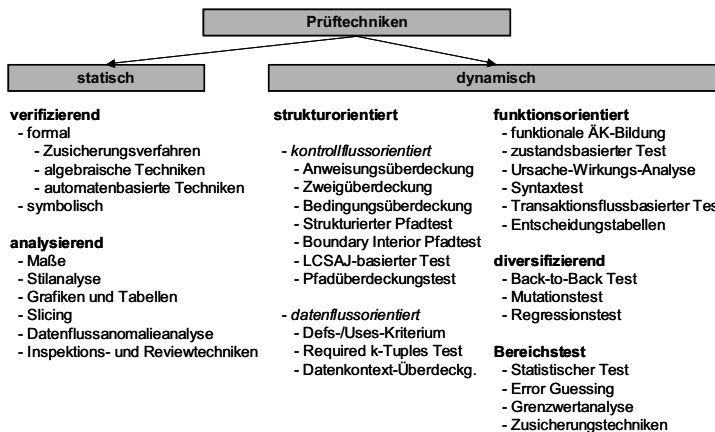 Prüftechniken
statisch
verifizierend
- formal
- Zusicherungsverfahren
- algebraische Techniken
- automatenbasierte Techniken
- symbolisch
analysierend
- Maße
- Stilanalyse
- Grafiken und Tabellen
- Slicing
- Datenflussanomalieanalyse
- Inspektions- und Reviewtechniken
dynamisch
strukturorientiert
- kontrollflussorientiert
- Anweisungsüberdeckung
- Zweigüberdeckung
- Bedingungsüberdeckung
- Strukturierter Pfadtest
- Boundary Interior Pfadtest
- LCSAJ-basierter Test
- Pfadüberdeckungstest
- datenflussorientiert
- Defs-/Uses-Kriterium
- Required k-Tuples Test
- Datenkontext-Überdeckg.
funktionsorientiert
- funktionale ÄK-Bildung
- zustandsbasierter Test
- Ursache-Wirkungs-Analyse
- Syntaxtest
- Transaktionsflussbasierter Test
- Entscheidungstabellen
diversifizierend
- Back-to-Back Test
- Mutationstest
- Regressionstest
Bereichstest
- Statistischer Test
- Error Guessing
- Grenzwertanalyse
- Zusicherungstechniken